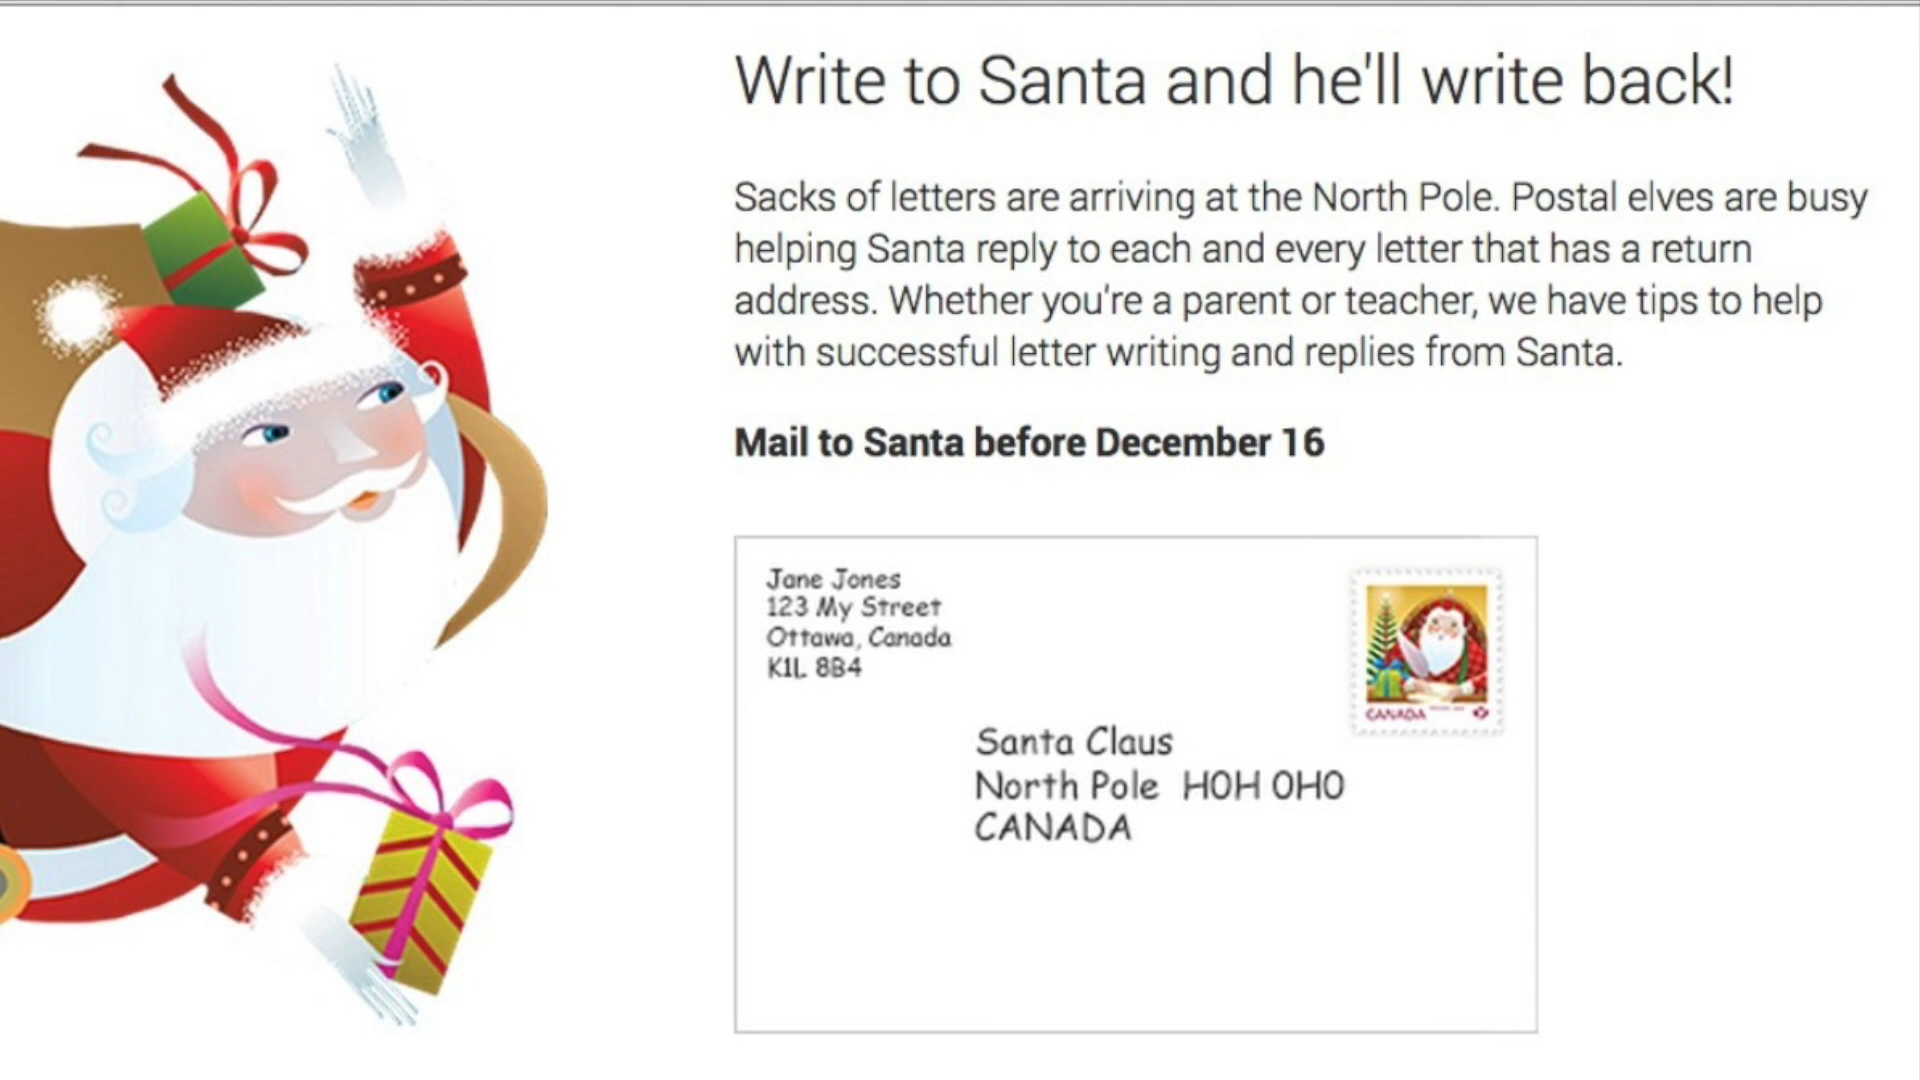 Write to Santa and he'll write back!
Sacks of letters are arriving at the North Pole. Postal elves are busy
helping Santa reply to each and every letter that has a return
address. Whether you're a parent or teacher, we have tips to help
with successful letter writing and replies from Santa.
Mail to Santa before December 16
Jane Jones
123 My Street
Ottawa, Canada
K1L 8B4
CANADA
Santa Claus
North Pole H0H 0H0
CANADA